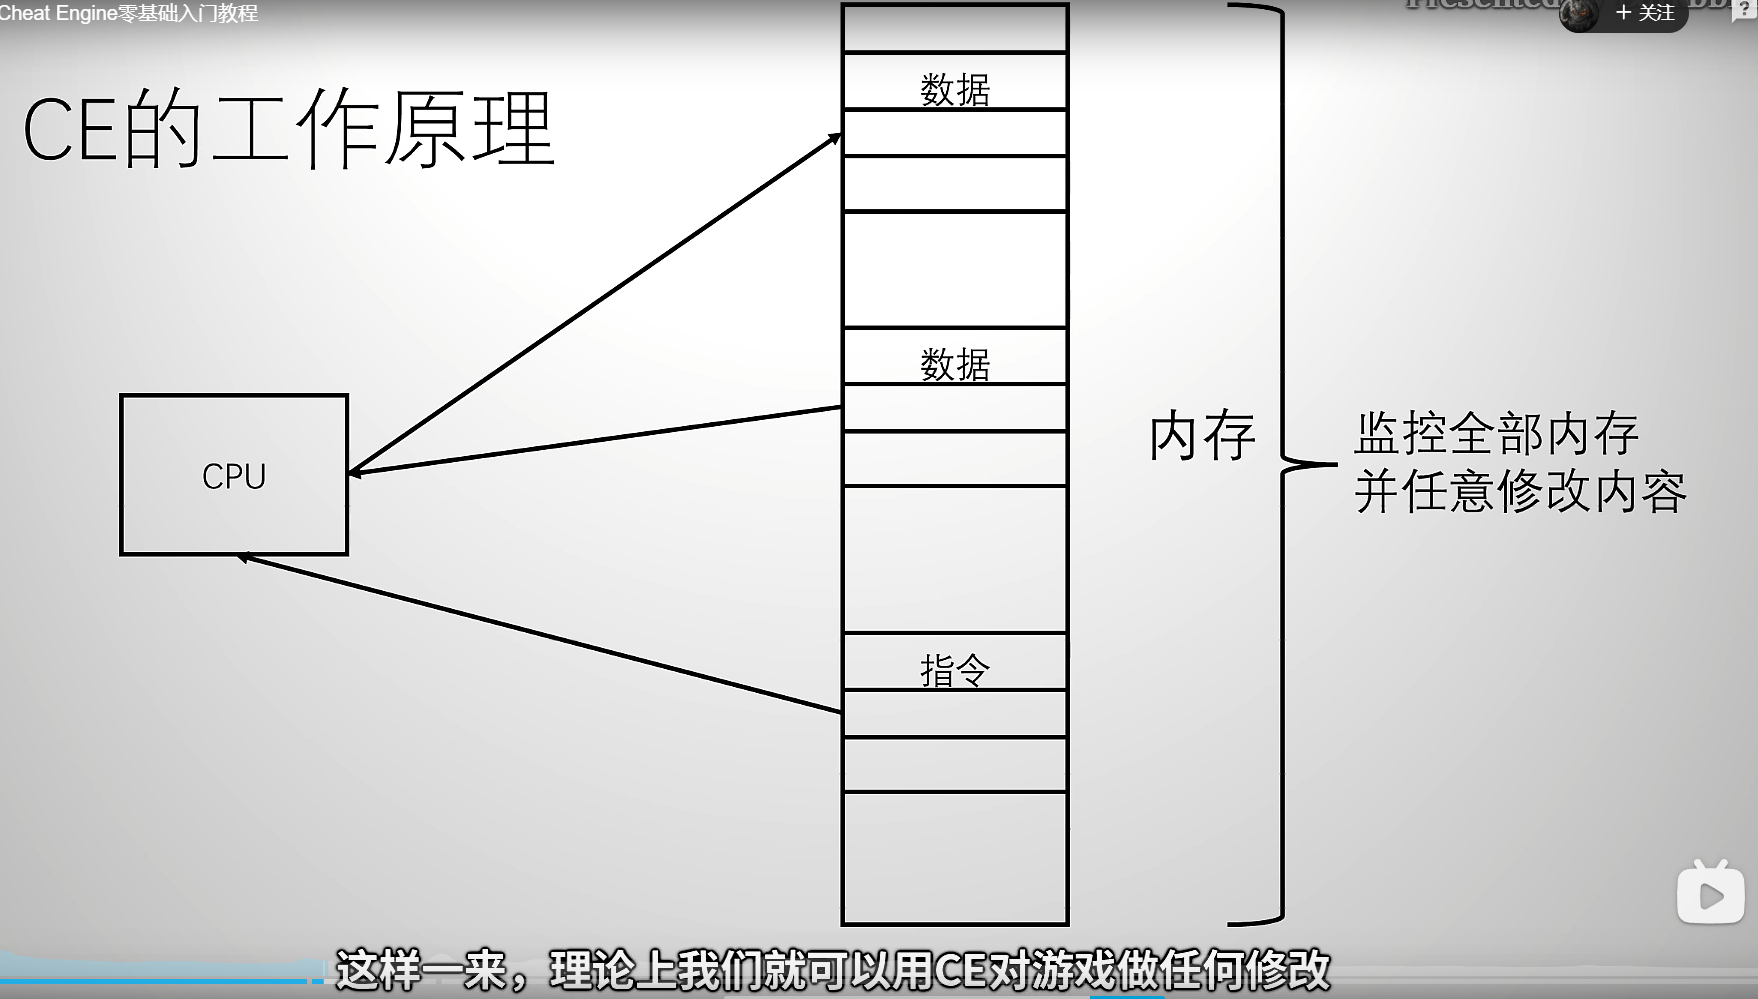 Cheat Engine零基础入门教程
Presented
+ 关注
?
CE的工作原理
数据
数据
CPU
内存
监控全部内存
并任意修改内容
指令
这样一来，理论上我们就可以用CE对游戏做任何修改